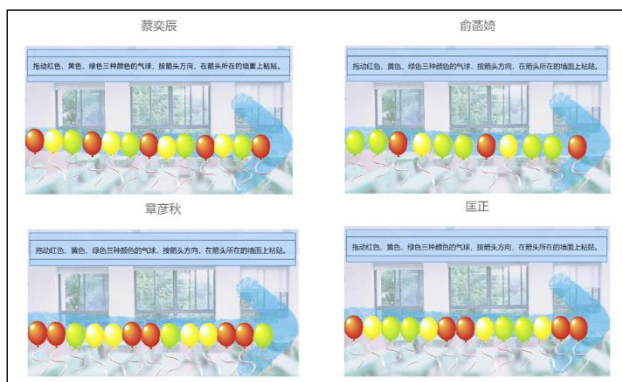 蔡奕辰
俞菡婍
拖动红色、黄色、绿色三种颜色的气球，按箭头方向，在箭头所在的墙面上粘贴。
拖动红色、黄色、绿色三种颜色的气球，按箭头方向，在箭头所在的墙面上粘贴。
章彦秋
匡正
拖动红色、黄色、绿色三种颜色的气球，按箭头方向，在箭头所在的墙面上粘贴。
拖动红色、黄色、绿色三种颜色的气球，按箭头方向，在箭头所在的墙面上粘贴。